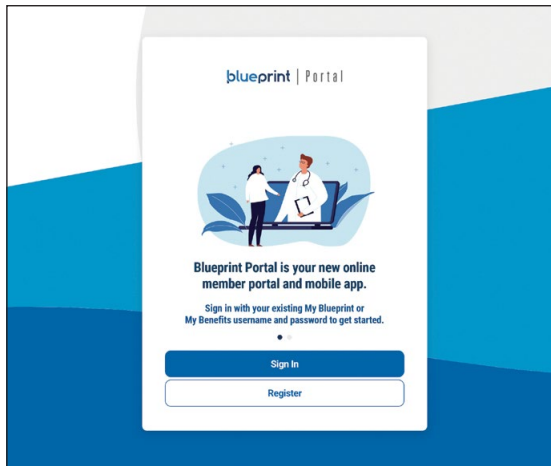 blueprint | Portal
Blueprint Portal is your new online
member portal and mobile app.
Sign in with your existing My Blueprint or
My Benefits username and password to get started.
Sign In
Register